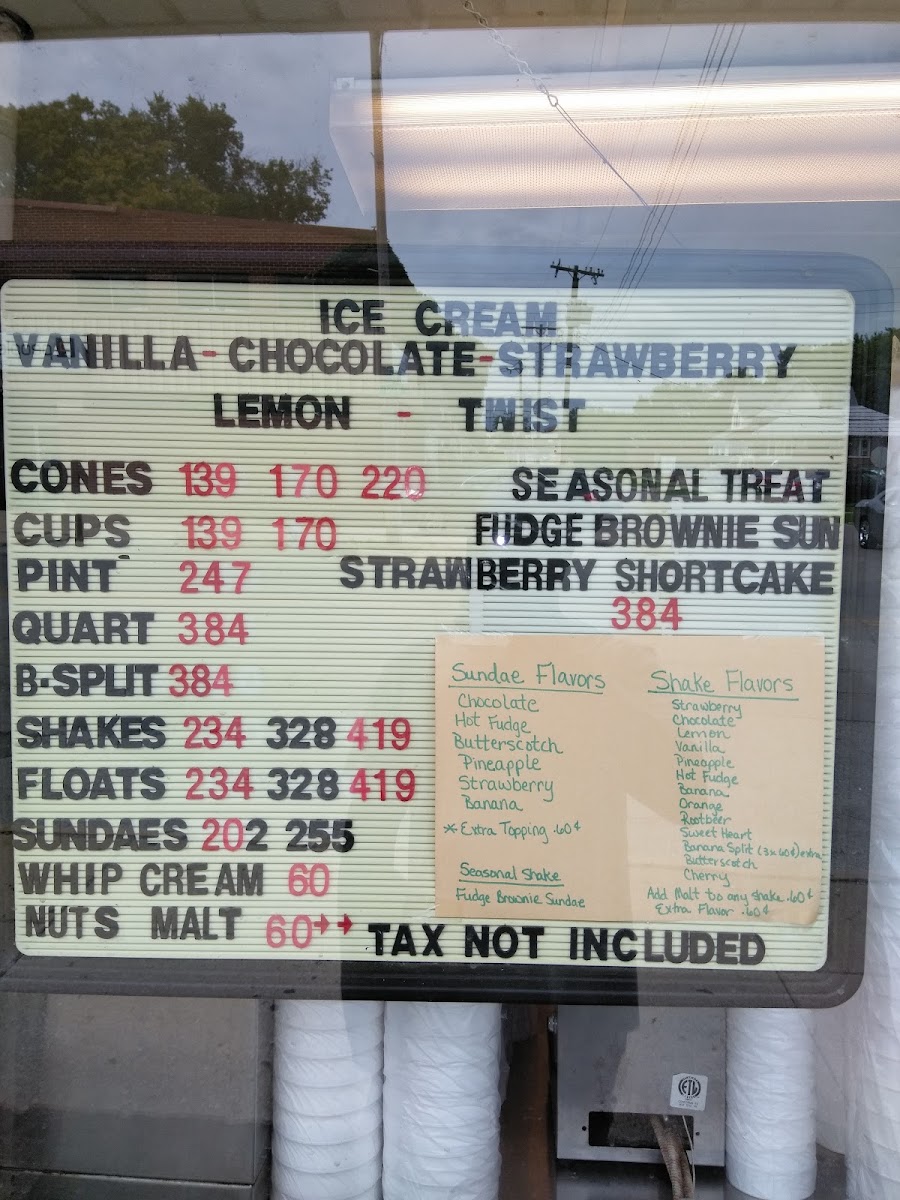 ICE CREAM
VANILLA-CHOCOLATE-STRAWBERRY
LEMON - TWIST
CONES 139 170 220
CUPS 139 170
PINT 247
QUART 384
B-SPLIT 384
SHAKES 234 328 419
FLOATS 234 328 419
SUNDAES 202 255
WHIP CREAM 60
NUTS MALT 60
SEASONAL TREAT
FUDGE BROWNIE SUN
STRAWBERRY SHORTCAKE
384
Sundae Flavors
Chocolate
Hot Fudge
Butterscotch
Pineapple
Strawberry
Banana
* Extra Topping .60¢
Seasonal Shake
Fudge Brownie Sundae
Shake Flavors
Strawberry
Chocolate
Lemon
Vanilla
Pineapple
Hot Fudge
Banana
Orange
Rootbeer
Sweet Heart
Banana Split (3x60¢) extra
Butterscotch
Cherry
Add Malt to any shake .60¢
Extra Flavor .60¢
TAX NOT INCLUDED